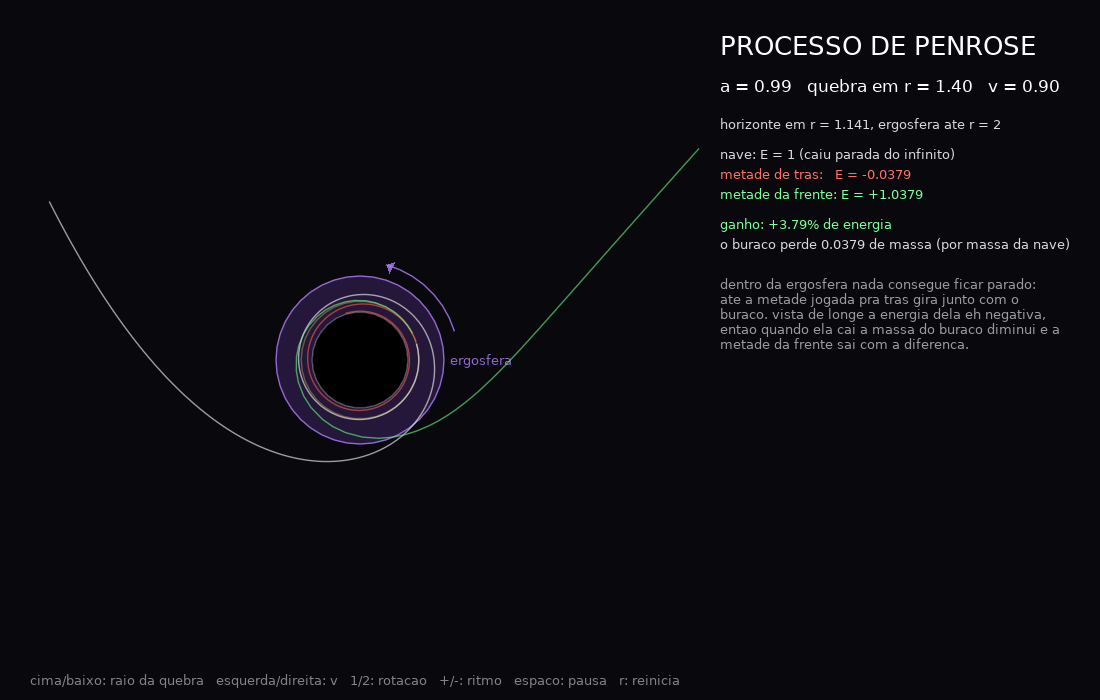 PROCESSO DE PENROSE
a = 0.99   quebra em r = 1.40   v = 0.90
horizonte em r = 1.141, ergosfera ate r = 2
nave: E = 1 (caiu parada do infinito)
metade de tras:   E = -0.0379
metade da frente: E = +1.0379
ganho: +3.79% de energia
o buraco perde 0.0379 de massa (por massa da nave)
dentro da ergosfera nada consegue ficar parado:
ate a metade jogada pra tras gira junto com o
buraco. vista de longe a energia dela eh negativa,
entao quando ela cai a massa do buraco diminui e a
metade da frente sai com a diferenca.
ergosfera
cima/baixo: raio da quebra   esquerda/direita: v   1/2: rotacao   +/-: ritmo   espaco: pausa   r: reinicia